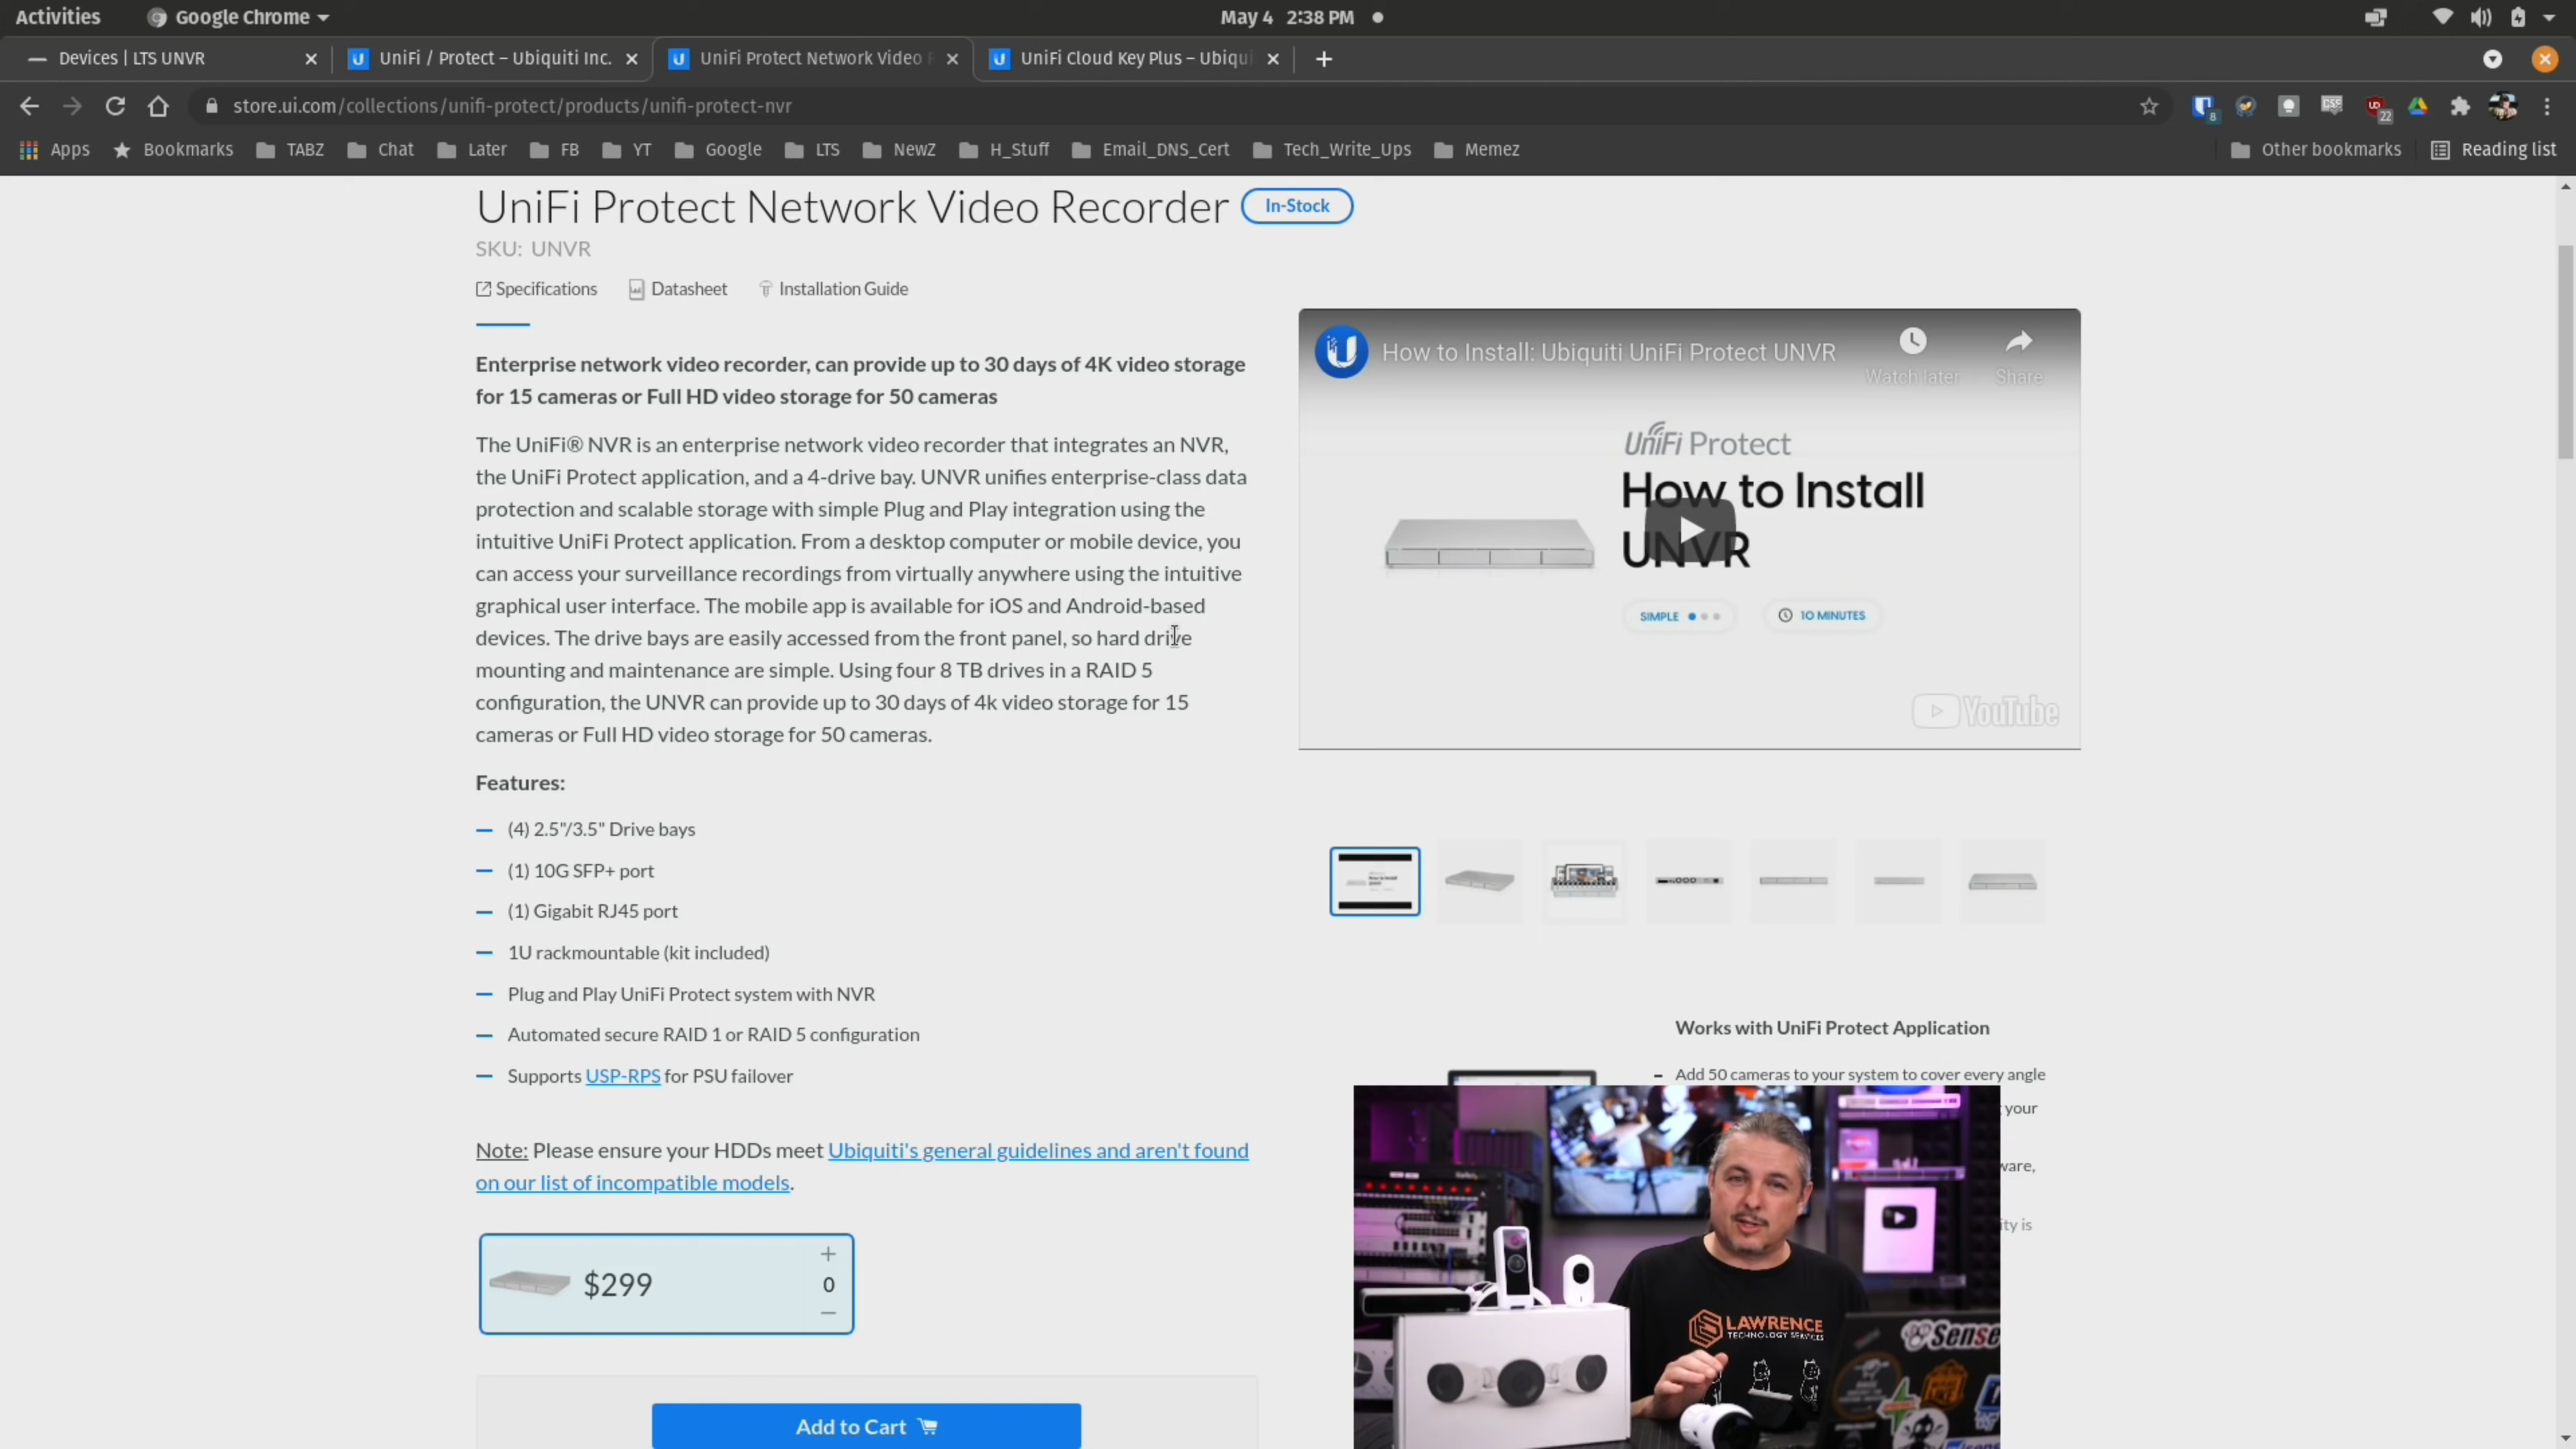 Activities Google Chrome May 4 2:38 PM
Devices | LTS UNVR UniFi / Protect – Ubiquiti Inc. UniFi Protect Network Video UniFi Cloud Key Plus – Ubiqui
store.ui.com/collections/unifi-protect/products/unifi-protect-nvr 8 22
Apps Bookmarks TABZ Chat Later FB YT Google LTS NewZ H_Stuff Email_DNS_Cert Tech_Write_Ups Memez Other bookmarks Reading list
UniFi Protect Network Video Recorder In-Stock
SKU: UNVR
Specifications Datasheet Installation Guide
Enterprise network video recorder, can provide up to 30 days of 4K video storage
for 15 cameras or Full HD video storage for 50 cameras
The UniFi® NVR is an enterprise network video recorder that integrates an NVR,
the UniFi Protect application, and a 4-drive bay. UNVR unifies enterprise-class data
protection and scalable storage with simple Plug and Play integration using the
intuitive UniFi Protect application. From a desktop computer or mobile device, you
can access your surveillance recordings from virtually anywhere using the intuitive
graphical user interface. The mobile app is available for iOS and Android-based
devices. The drive bays are easily accessed from the front panel, so hard drive
mounting and maintenance are simple. Using four 8 TB drives in a RAID 5
configuration, the UNVR can provide up to 30 days of 4k video storage for 15
cameras or Full HD video storage for 50 cameras.
Features:
(4) 2.5"/3.5" Drive bays
(1) 10G SFP+ port
(1) Gigabit RJ45 port
1U rackmountable (kit included)
Plug and Play UniFi Protect system with NVR
Automated secure RAID 1 or RAID 5 configuration
Supports USP-RPS for PSU failover
Note: Please ensure your HDDs meet Ubiquiti's general guidelines and aren't found
on our list of incompatible models.
$299
+
0
–
Add to Cart
How to Install: Ubiquiti UniFi Protect UNVR
Watch later Share
UniFi Protect
How to Install
UNVR
SIMPLE 10 MINUTES
YouTube
Works with UniFi Protect Application
- Add 50 cameras to your system to cover every angle
your
ware,
ity is
LAWRENCE
TECHNOLOGY SERVICES
Sense